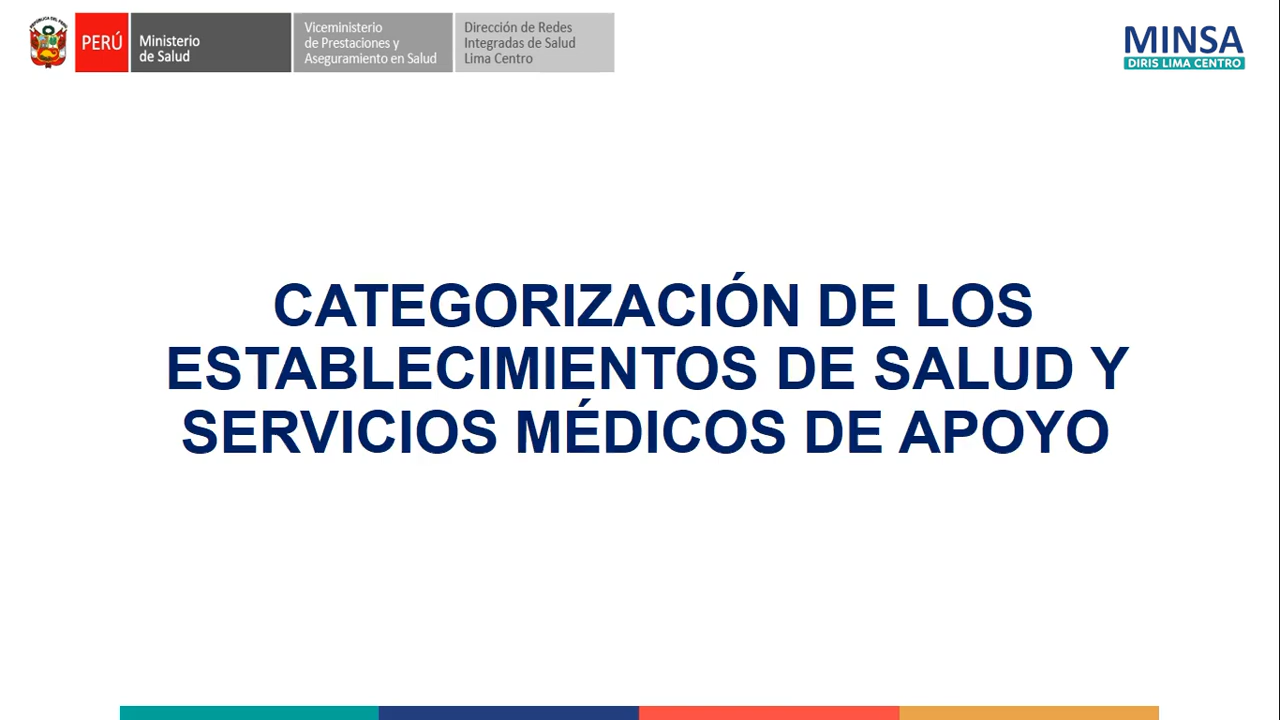 PERÚ
Ministerio
de Salud
Viceministerio
de Prestaciones y
Aseguramiento en Salud
Dirección de Redes
Integradas de Salud
Lima Centro
MINSA
DIRIS LIMA CENTRO
CATEGORIZACIÓN DE LOS
ESTABLECIMIENTOS DE SALUD Y
SERVICIOS MÉDICOS DE APOYO